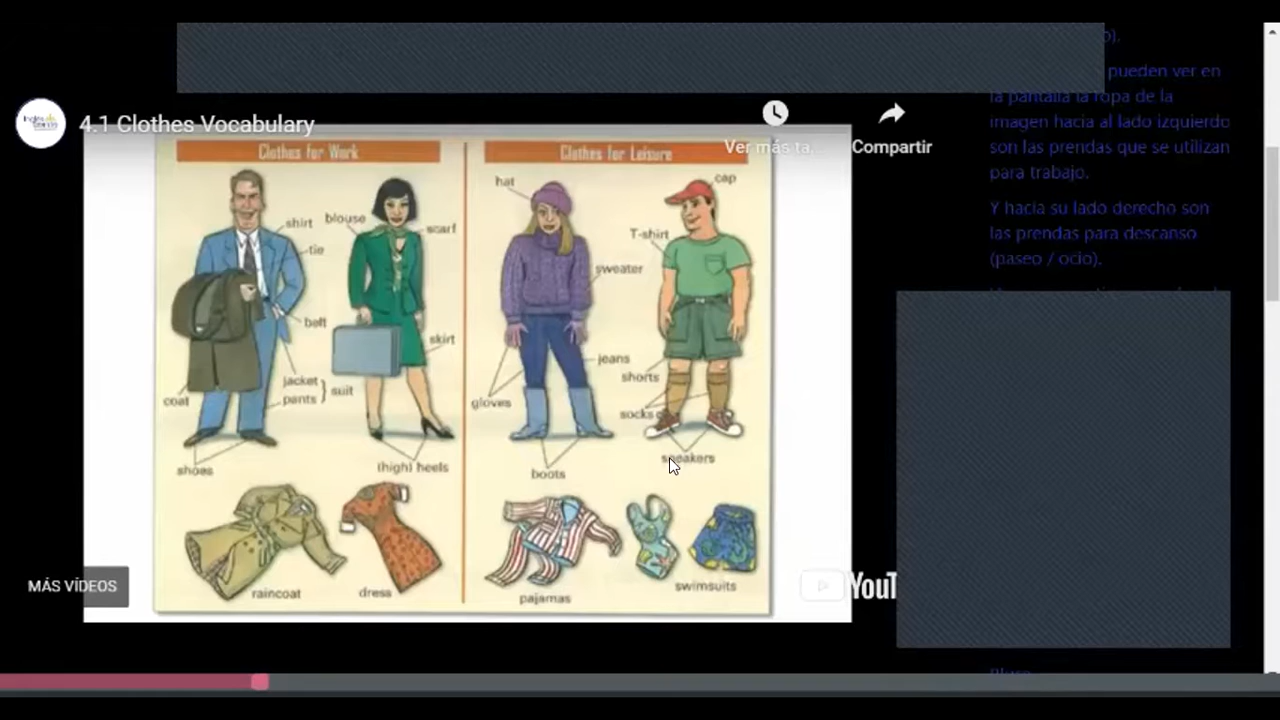 4.1 Clothes Vocabulary
Ver más ta...
Compartir
Clothes for Work
shirt
tie
belt
jacket
pants
suit
coat
shoes
blouse
scarf
skirt
(high) heels
raincoat
dress
Clothes for Leisure
hat
sweater
jeans
gloves
boots
cap
T-shirt
shorts
socks
sneakers
pajamas
swimsuits
MÁS VÍDEOS
pueden ver en
la pantalla la ropa de la
imagen hacia al lado izquierdo
son las prendas que se utilizan
para trabajo.
Y hacia su lado derecho son
las prendas para descanso
(paseo / ocio).